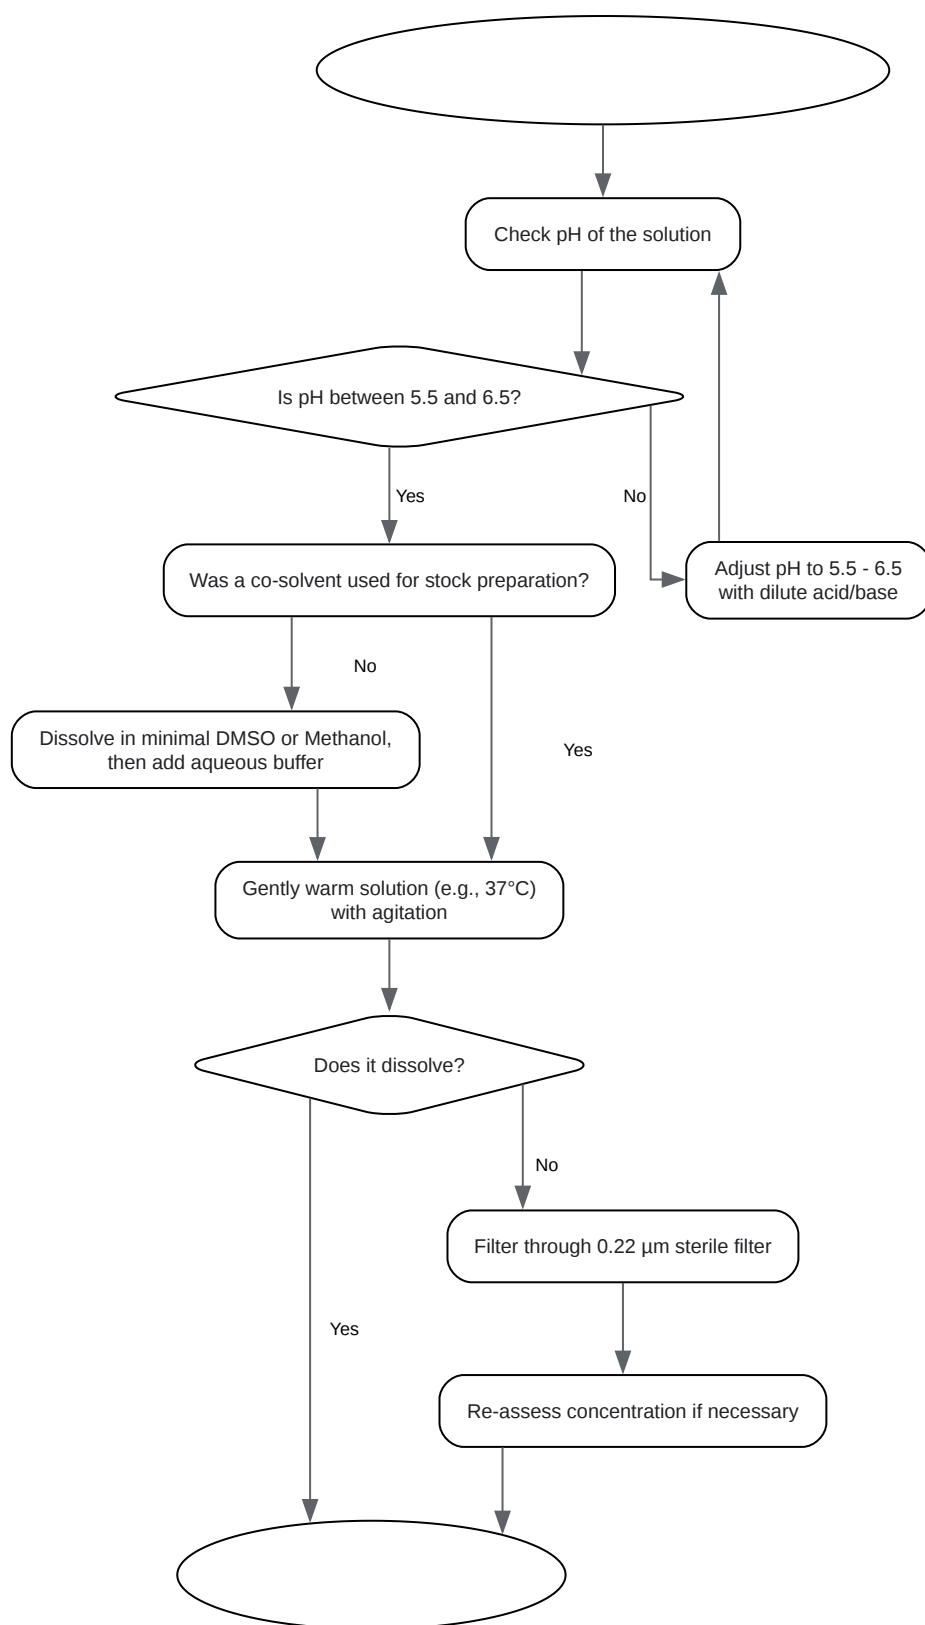 Check pH of the solution
Is pH between 5.5 and 6.5?
Yes
No
Was a co-solvent used for stock preparation?
Adjust pH to 5.5 - 6.5
with dilute acid/base
No
Dissolve in minimal DMSO or Methanol,
then add aqueous buffer
Yes
Gently warm solution (e.g., 37°C)
with agitation
Does it dissolve?
No
Filter through 0.22 µm sterile filter
Yes
Re-assess concentration if necessary